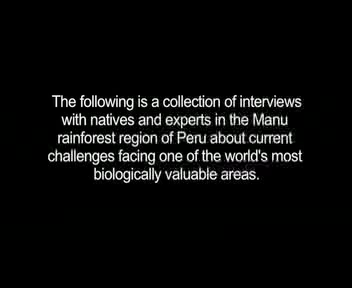 The following is a collection of interviews
with natives and experts in the Manu
rainforest region of Peru about current
challenges facing one of the world's most
biologically valuable areas.